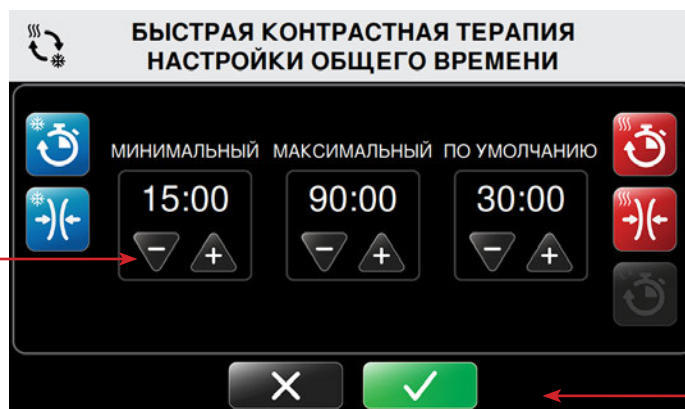 БЫСТРАЯ КОНТРАСТНАЯ ТЕРАПИЯ
НАСТРОЙКИ ОБЩЕГО ВРЕМЕНИ
МИНИМАЛЬНЫЙ МАКСИМАЛЬНЫЙ ПО УМОЛЧАНИЮ
15:00 90:00 30:00